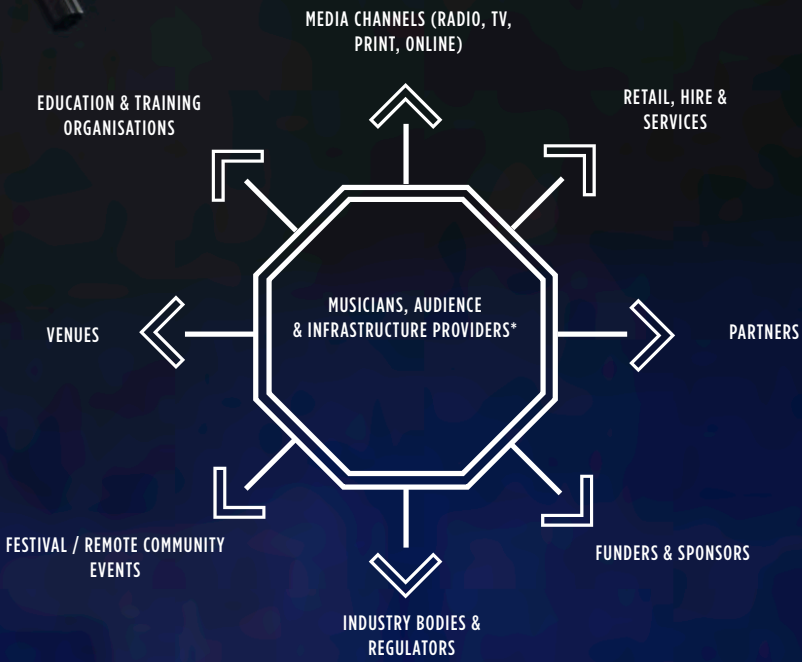 MEDIA CHANNELS (RADIO, TV,
PRINT, ONLINE)
EDUCATION & TRAINING
ORGANISATIONS
RETAIL, HIRE &
SERVICES
MUSICIANS, AUDIENCE
& INFRASTRUCTURE PROVIDERS*
VENUES
PARTNERS
FESTIVAL / REMOTE COMMUNITY
EVENTS
FUNDERS & SPONSORS
INDUSTRY BODIES &
REGULATORS